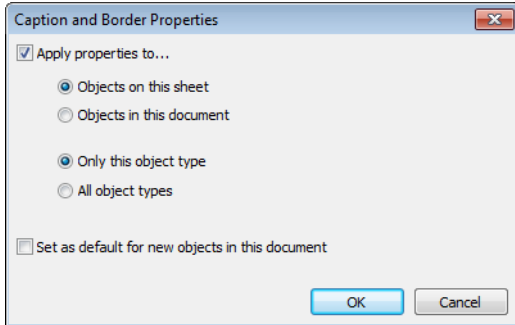 Caption and Border Properties
Apply properties to...
Objects on this sheet
Objects in this document
Only this object type
All object types
Set as default for new objects in this document
OK Cancel